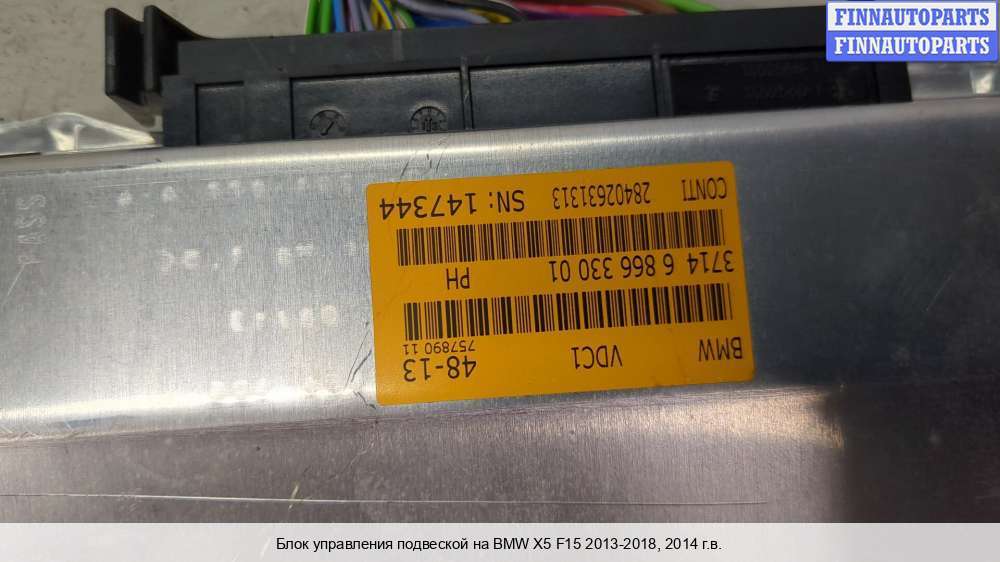 FINNAUTOPARTS
FINNAUTOPARTS
BMW VDC1 48-13
757890 11
3714 6 866 330 01 PH
CONTI 28402631313 SN: 147344
PASS
Блок управления подвеской на BMW X5 F15 2013-2018, 2014 г.в.